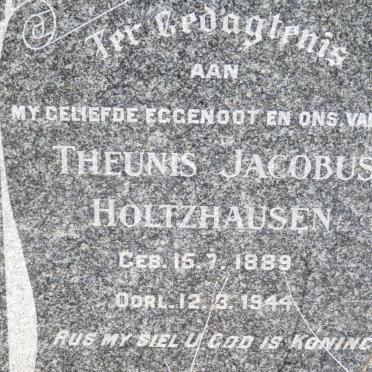 Ter Gedagtenis
AAN
MY GELIEFDE EGGENOOT EN ONS VA
THEUNIS JACOBUS
HOLTZHAUSEN
GEB. 15. 7. 1889
OORL. 12. 3. 1944
RUS MY SIEL U GOD IS KONING